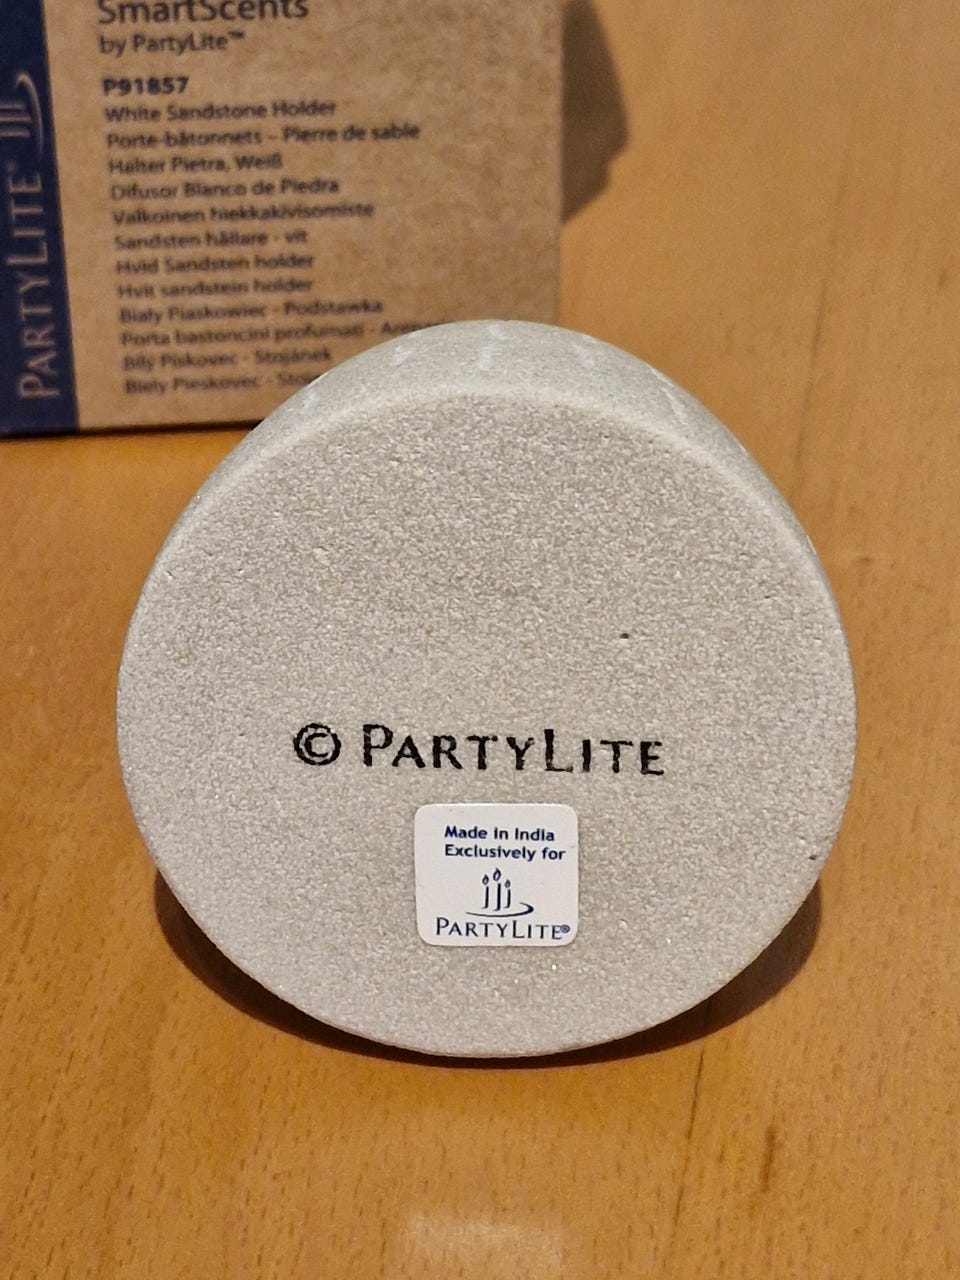 SmartScents
by PartyLite™
P91857
White Sandstone Holder
Porte-bâtonnets – Pierre de sable
Halter Pietra, Weiß
Difusor Blanco de Piedra
Valkoinen hiekkakivisomiste
Sandsten hållare - vit
Hvid Sandsten holder
Hvit sandstein holder
Biały Piaskowiec - Podstawka
Porta bastoncini profumati -
Bílý Pískovec - Stojánek
Biely Pieskovec -
PARTYLITE®
© PARTYLITE
Made in India
Exclusively for
PARTYLITE®